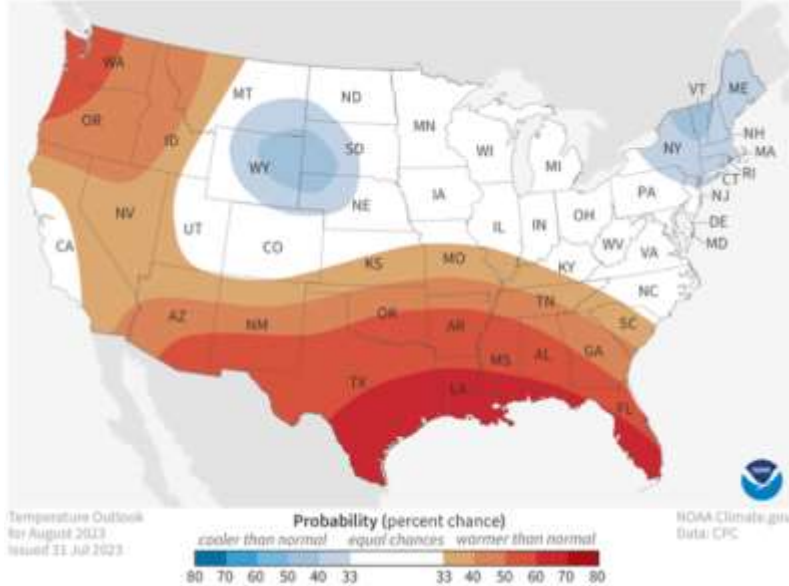 WA
MT
ND
VT
ME
OR
ID
MN
NH
WY
SD
WI
NY
MA
MI
RI
CT
NE
IA
PA
NJ
NV
UT
IL
IN
OH
DE
CA
CO
WV
VA
MD
KS
MO
KY
NC
AZ
NM
OK
TN
AR
SC
MS
AL
GA
TX
LA
FL
NOAA
Temperature Outlook
for August 2023
Issued 31 Jul 2023
Probability (percent chance)
cooler than normal equal chances warmer than normal
80 70 60 50 40 33 33 40 50 60 70 80
NOAA Climate.gov
Data: CPC